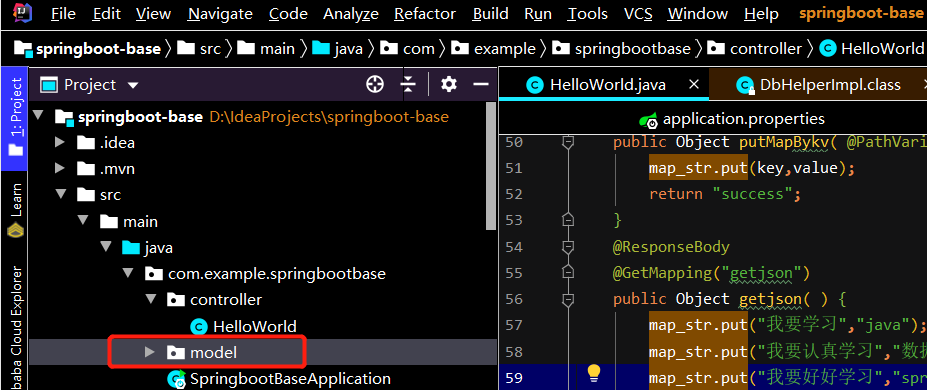 File Edit View Navigate Code Analyze Refactor Build Run Tools VCS Window Help springboot-base
springboot-base src main java com example springbootbase controller HelloWorld
1: Project
Learn
baba Cloud Explorer
Project
springboot-base D:\IdeaProjects\springboot-base
.idea
.mvn
src
main
java
com.example.springbootbase
controller
HelloWorld
model
SpringbootBaseApplication
HelloWorld.java DbHelperImpl.class
application.properties
50 public Object putMapBykv( @PathVari
51 map_str.put(key,value);
52 return "success";
53 }
54 @ResponseBody
55 @GetMapping("getjson")
56 public Object getjson( ) {
57 map_str.put("我要学习","java");
58 map_str.put("我要认真学习","数据
59 map_str.put("我要好好学习","spr